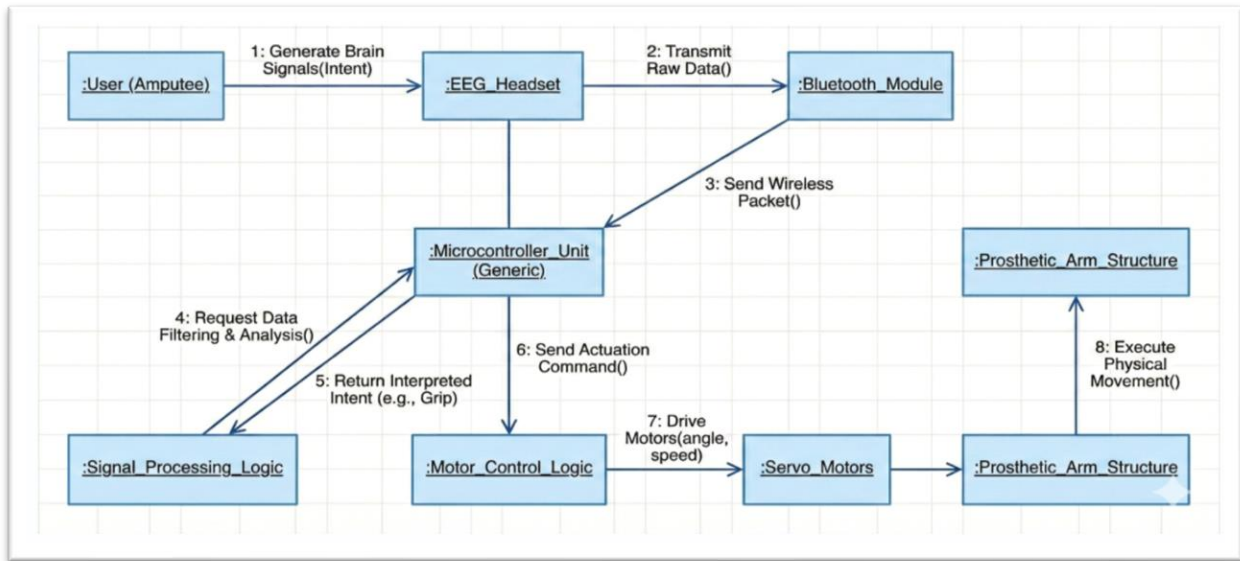 1: Generate Brain
Signals(Intent)
2: Transmit
Raw Data()
:User (Amputee)
:EEG_Headset
:Bluetooth_Module
3: Send Wireless
Packet()
:Microcontroller_Unit
(Generic)
:Prosthetic_Arm_Structure
4: Request Data
Filtering & Analysis()
5: Return Interpreted
Intent (e.g., Grip)
6: Send Actuation
Command()
8: Execute
Physical
Movement()
7: Drive
Motors(angle,
speed)
:Signal_Processing_Logic
:Motor_Control_Logic
:Servo_Motors
:Prosthetic_Arm_Structure